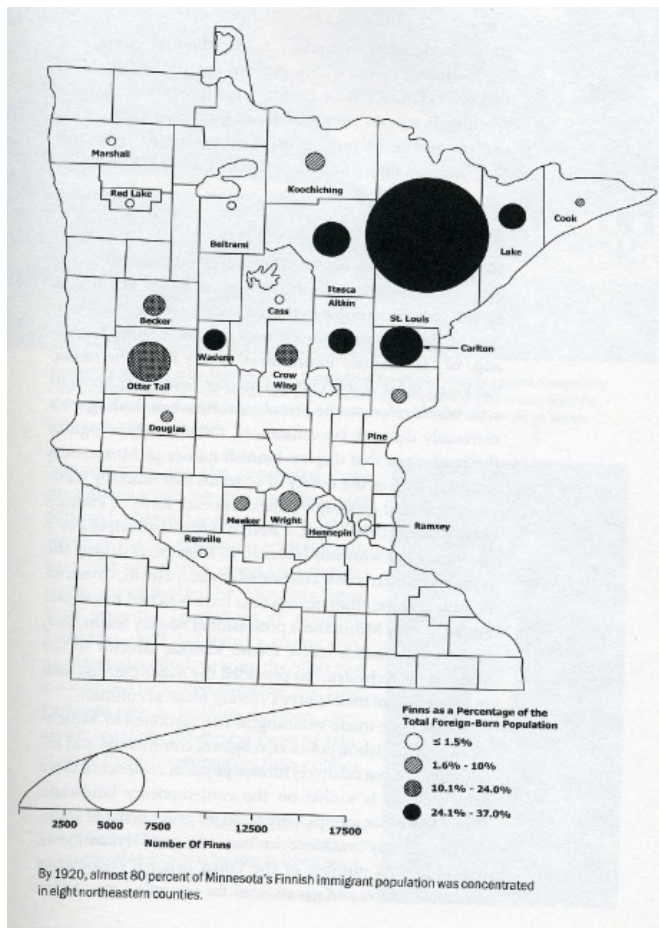 Marshall
Koochiching
Red Lake
Cook
Beltrami
Lake
Itasca
Aitkin
Cass
Becker
St. Louis
Wadena
Carlton
Crow
Wing
Otter Tail
Douglas
Pine
Meeker
Wright
Ramsey
Hennepin
Renville
Finns as a Percentage of the
Total Foreign-Born Population
≤ 1.5%
1.6% - 10%
10.1% - 24.0%
24.1% - 37.0%
2500 5000 7500 12500 17500
Number Of Finns
By 1920, almost 80 percent of Minnesota's Finnish immigrant population was concentrated
in eight northeastern counties.